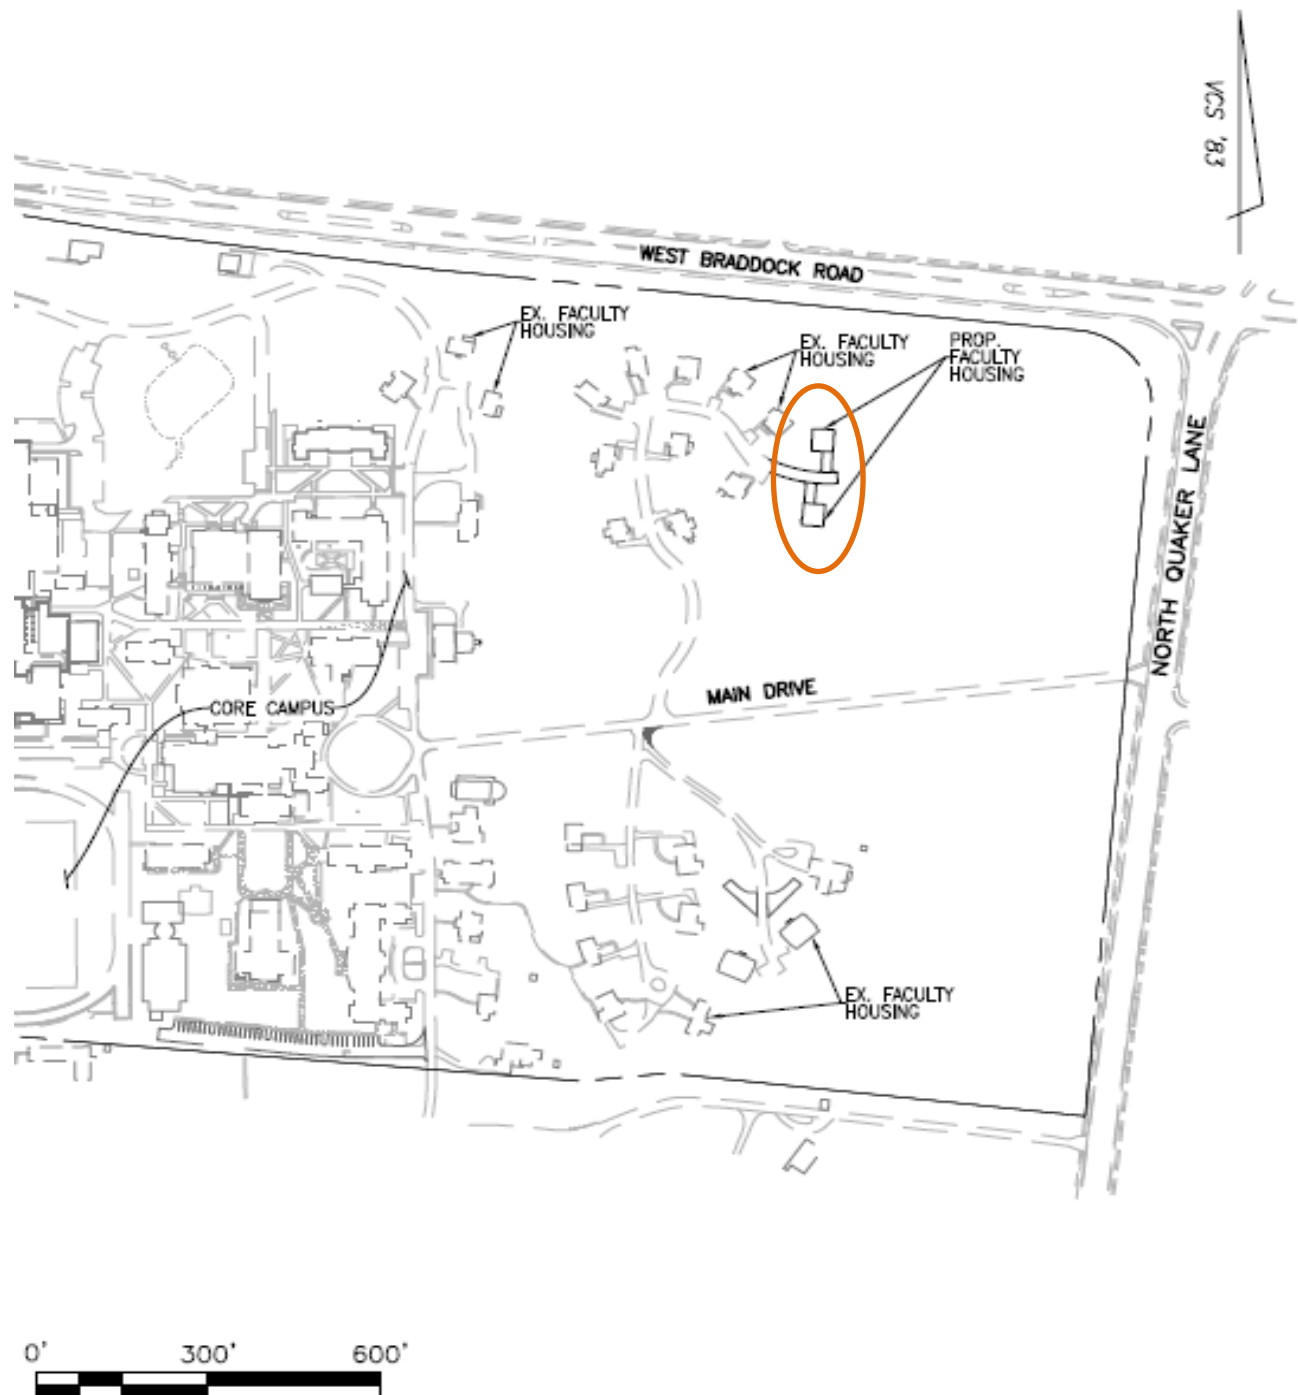 VCS '83
WEST BRADDOCK ROAD
EX. FACULTY
HOUSING
EX. FACULTY
HOUSING
PROP.
FACULTY
HOUSING
NORTH QUAKER LANE
MAIN DRIVE
CORE CAMPUS
EX. FACULTY
HOUSING
0' 300' 600'